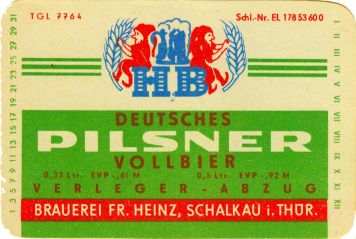 TGL 7764
Schl.-Nr. EL 178 53 600
HB
DEUTSCHES
PILSNER
VOLLBIER
0,33 Ltr. EVP -,61 M
0,5 Ltr. EVP -,92 M
VERLEGER - ABZUG
BRAUEREI FR. HEINZ, SCHALKAU i. THÜR.
1 3 5 7 9 11 13 15 17 19 21 23 25 27 29 31
I II III IV V VI VII VIII IX X XI XII